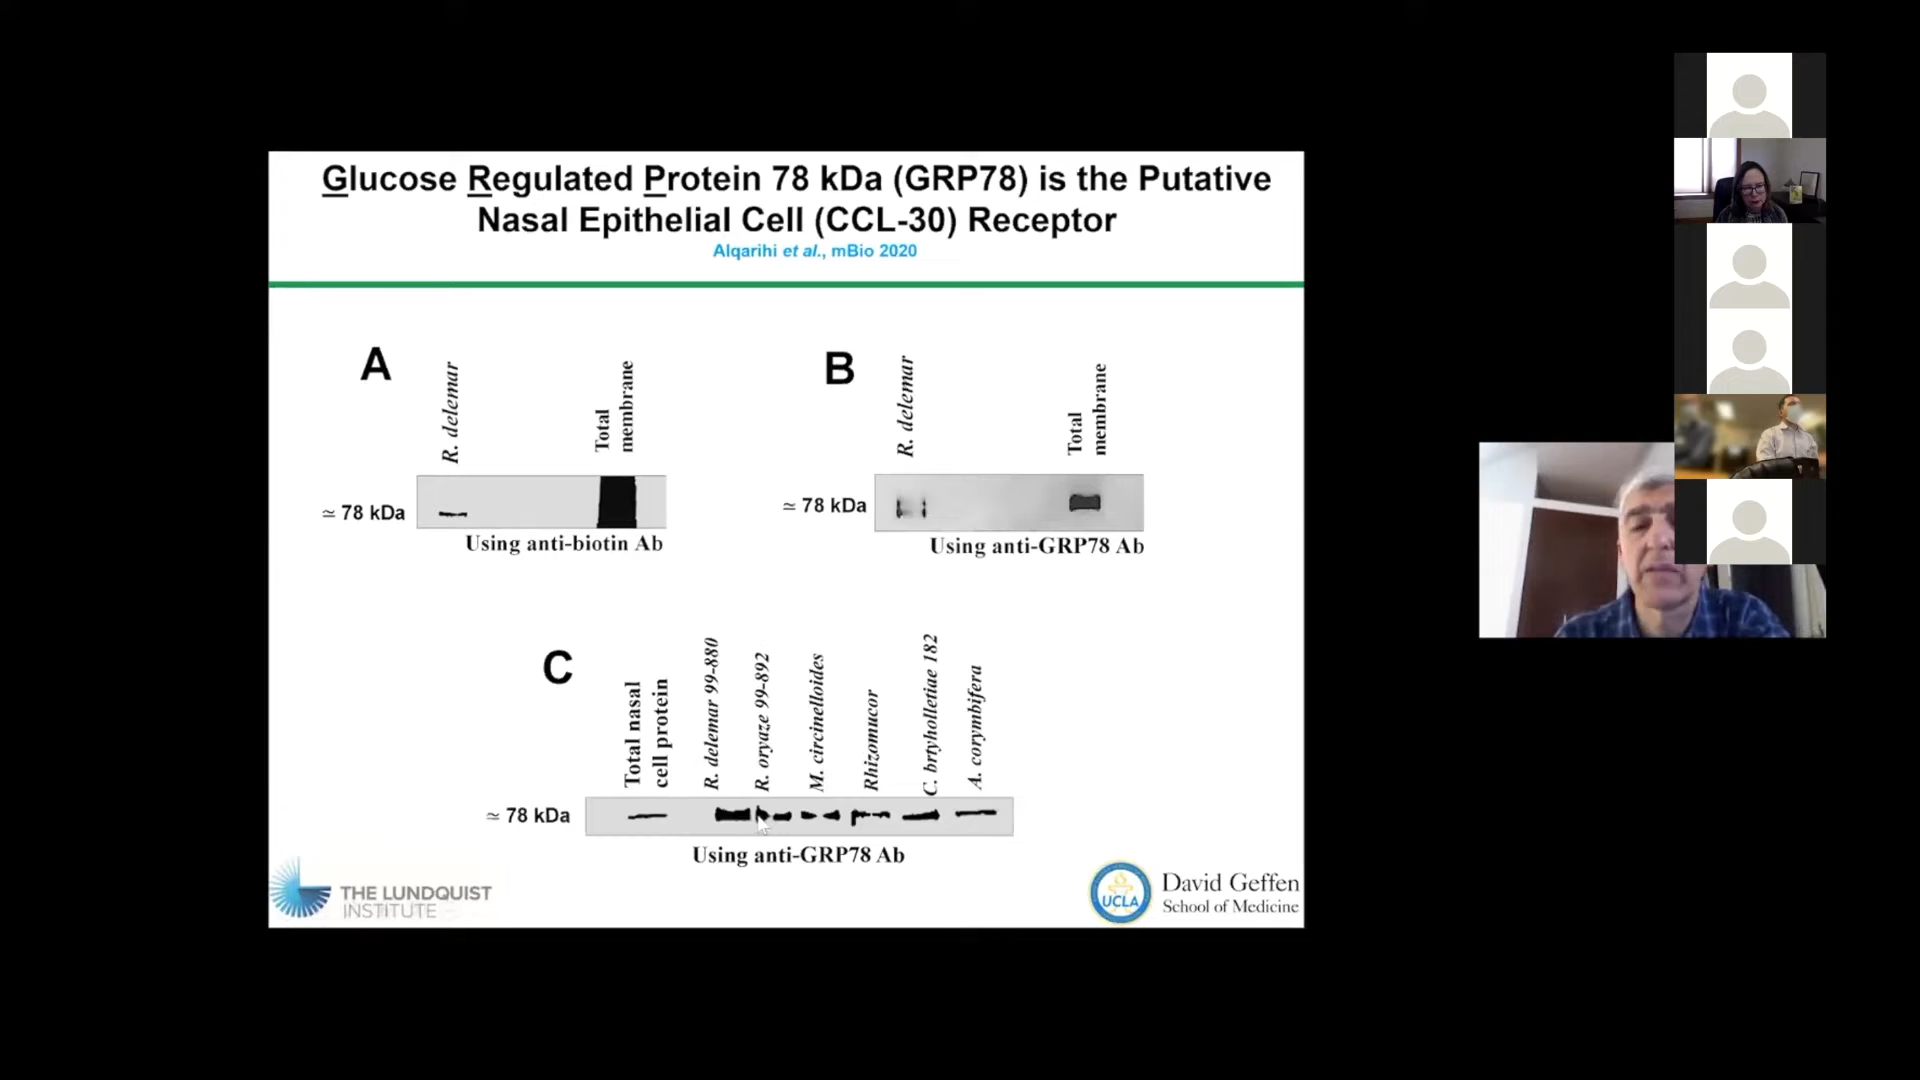 Glucose Regulated Protein 78 kDa (GRP78) is the Putative
Nasal Epithelial Cell (CCL-30) Receptor
Alqarihi et al., mBio 2020
A
R. delemar
Total
membrane
≃ 78 kDa
Using anti-biotin Ab
B
R. delemar
Total
membrane
≃ 78 kDa
Using anti-GRP78 Ab
C
Total nasal
cell protein
R. delemar 99-880
R. oryaze 99-892
M. circinelloides
Rhizomucor
C. brtyholletiae 182
A. corymbifera
≃ 78 kDa
Using anti-GRP78 Ab
THE LUNDQUIST
INSTITUTE
UCLA
David Geffen
School of Medicine